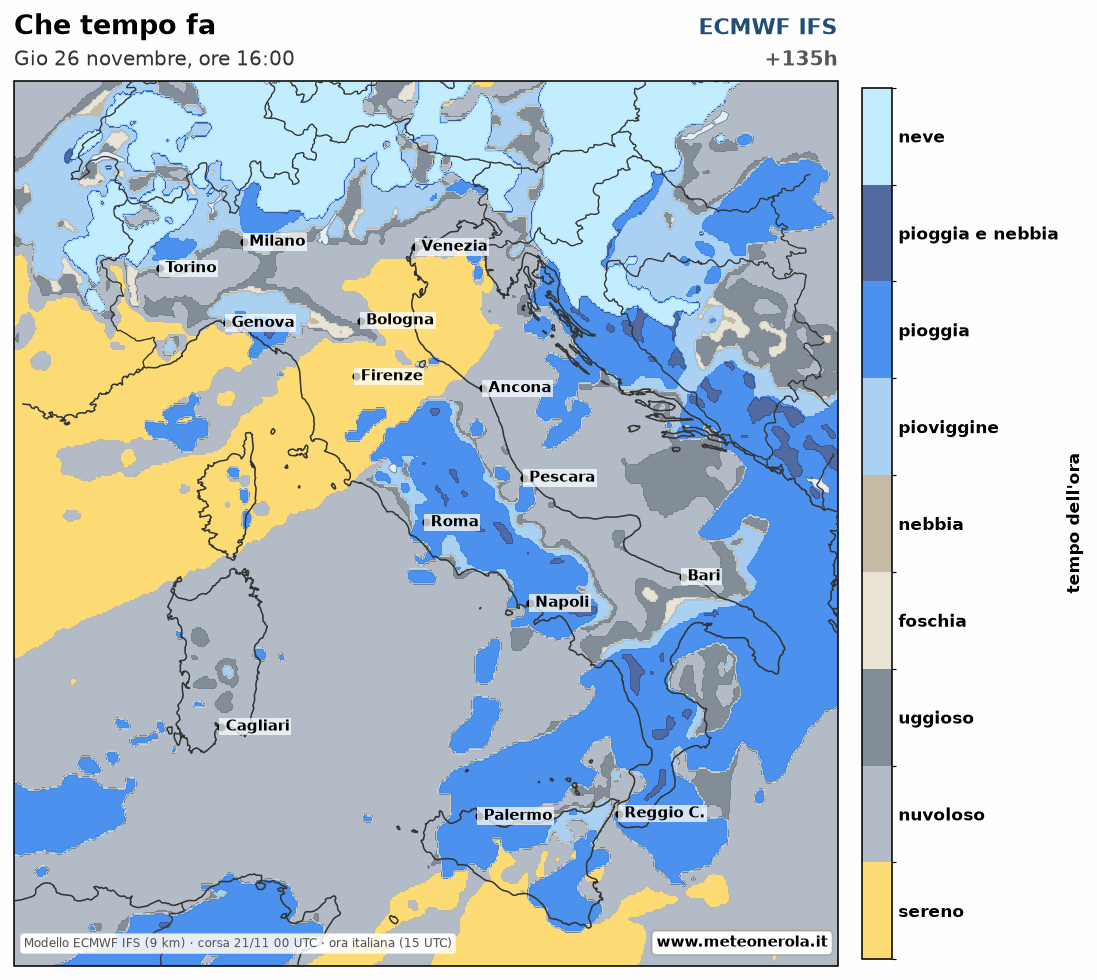 Che tempo fa
ECMWF IFS
Gio 26 novembre, ore 16:00
+135h
neve
pioggia e nebbia
pioggia
pioviggine
nebbia
foschia
uggioso
nuvoloso
sereno
tempo dell'ora
Milano
Venezia
Torino
Genova
Bologna
Firenze
Ancona
Pescara
Roma
Bari
Napoli
Cagliari
Palermo
Reggio C.
Modello ECMWF IFS (9 km) · corsa 21/11 00 UTC · ora italiana (15 UTC)
www.meteonerola.it